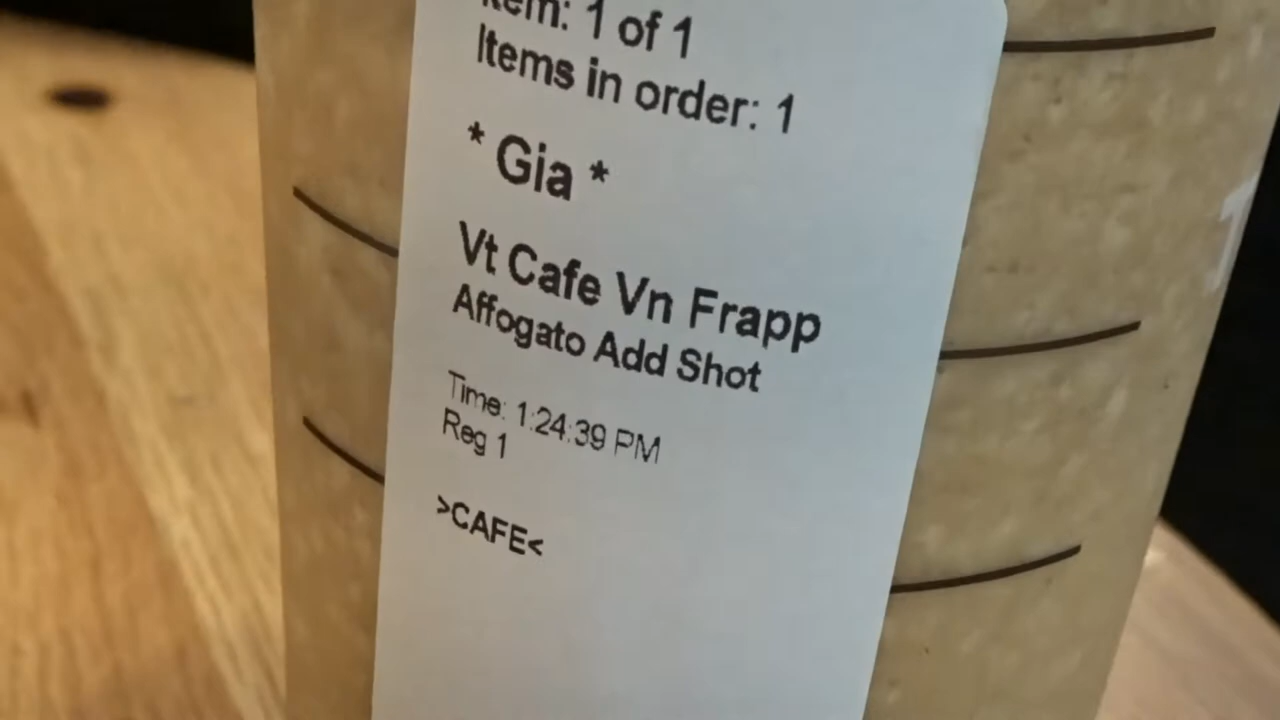 Item: 1 of 1
Items in order: 1
* Gia *
Vt Cafe Vn Frapp
Affogato Add Shot
Time: 1:24:39 PM
Reg 1
>CAFE<